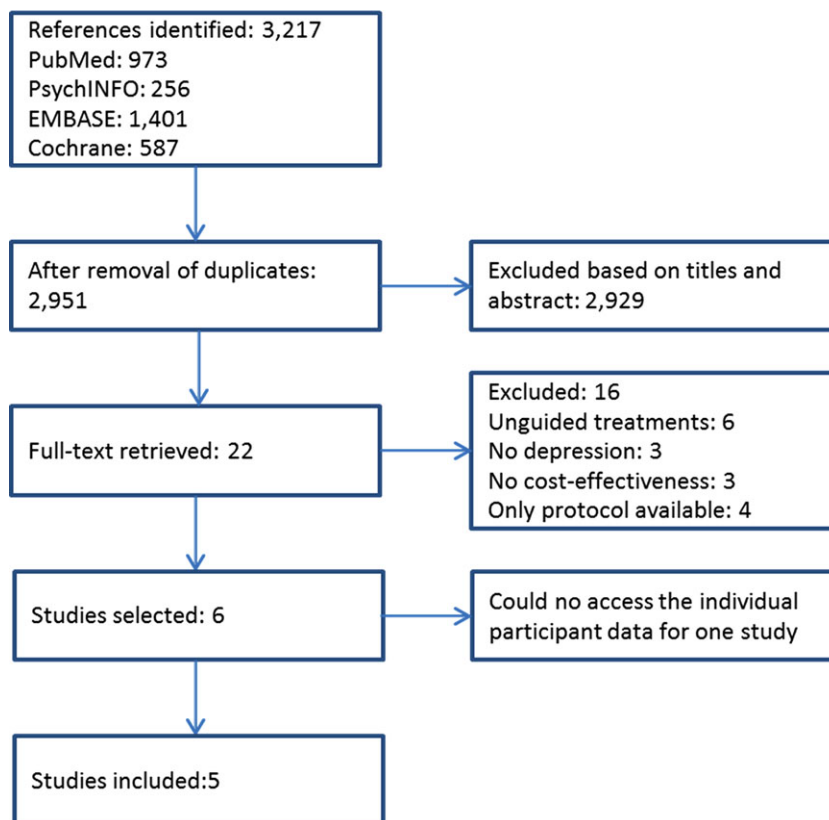 References identified: 3,217
PubMed: 973
PsychINFO: 256
EMBASE: 1,401
Cochrane: 587
After removal of duplicates:
2,951
Excluded based on titles and
abstract: 2,929
Full-text retrieved: 22
Excluded: 16
Unguided treatments: 6
No depression: 3
No cost-effectiveness: 3
Only protocol available: 4
Studies selected: 6
Could no access the individual
participant data for one study
Studies included:5